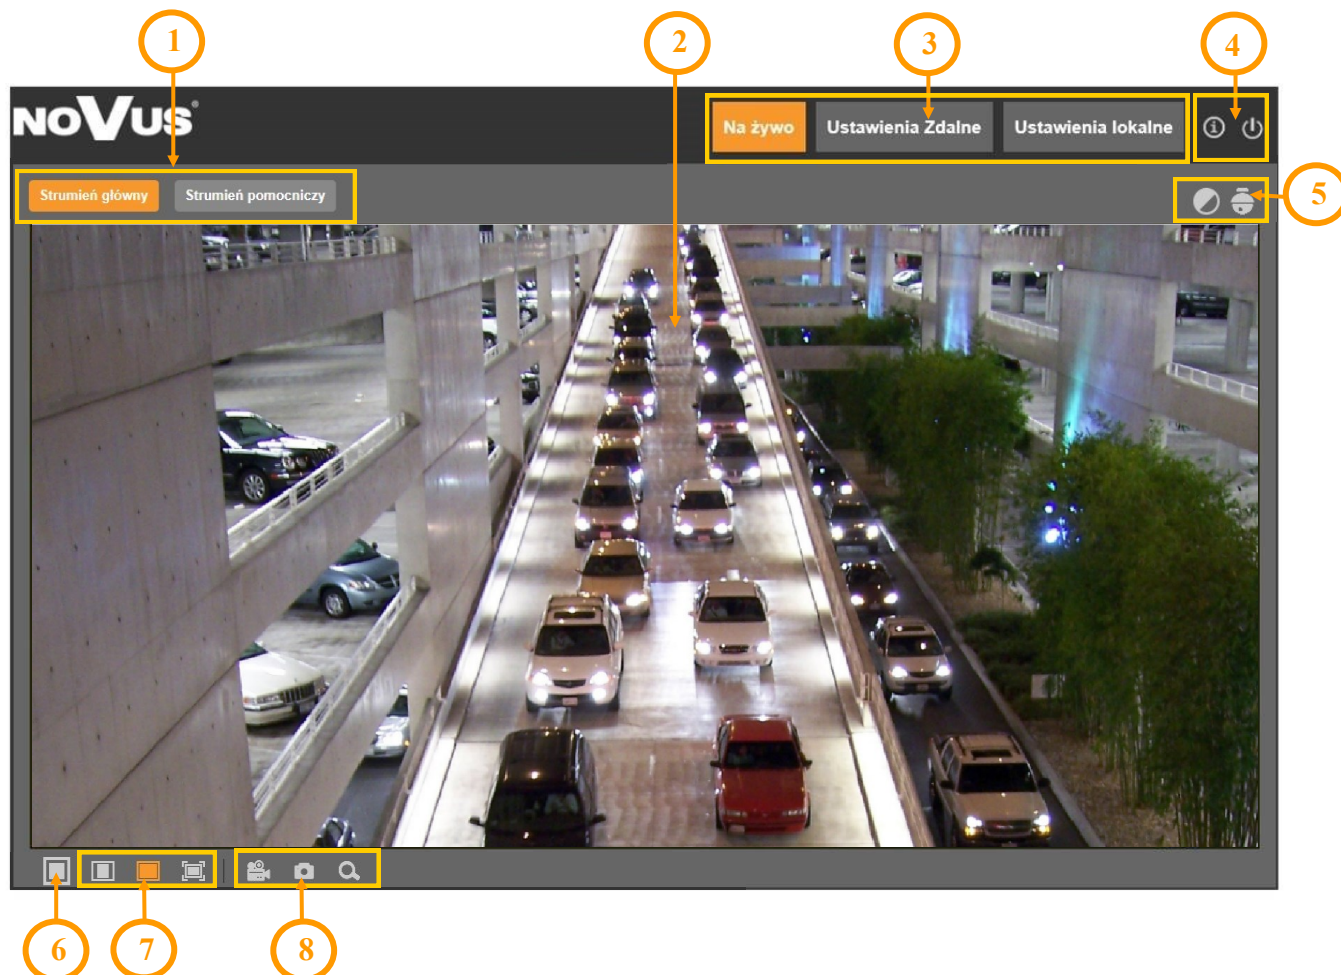 1
2
3
4
NOVUS®
Na żywo
Ustawienia Zdalne
Ustawienia lokalne
Strumień główny
Strumień pomocniczy
5
6
7
8